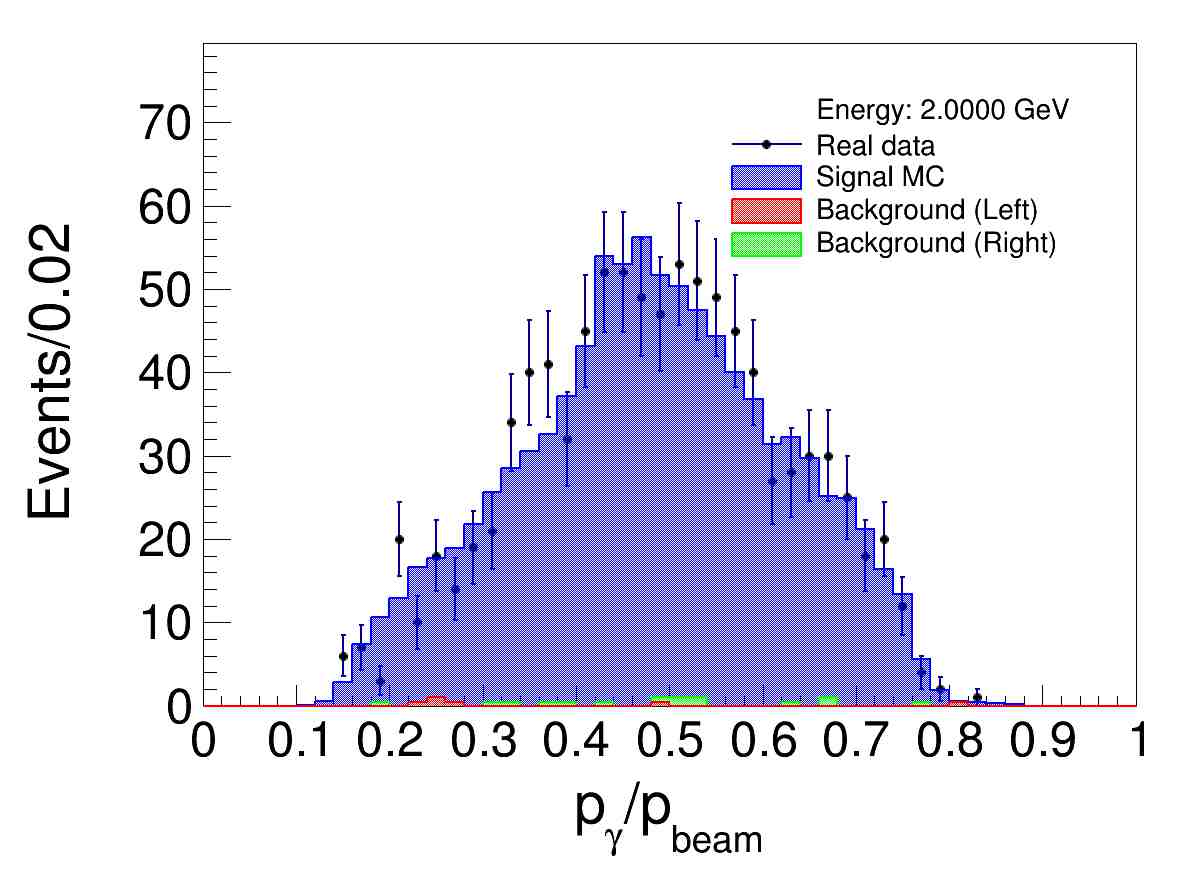 Energy: 2.0000 GeV
Real data
Signal MC
Background (Left)
Background (Right)
Events/0.02
70
60
50
40
30
20
10
0
0 0.1 0.2 0.3 0.4 0.5 0.6 0.7 0.8 0.9 1
pγ/pbeam